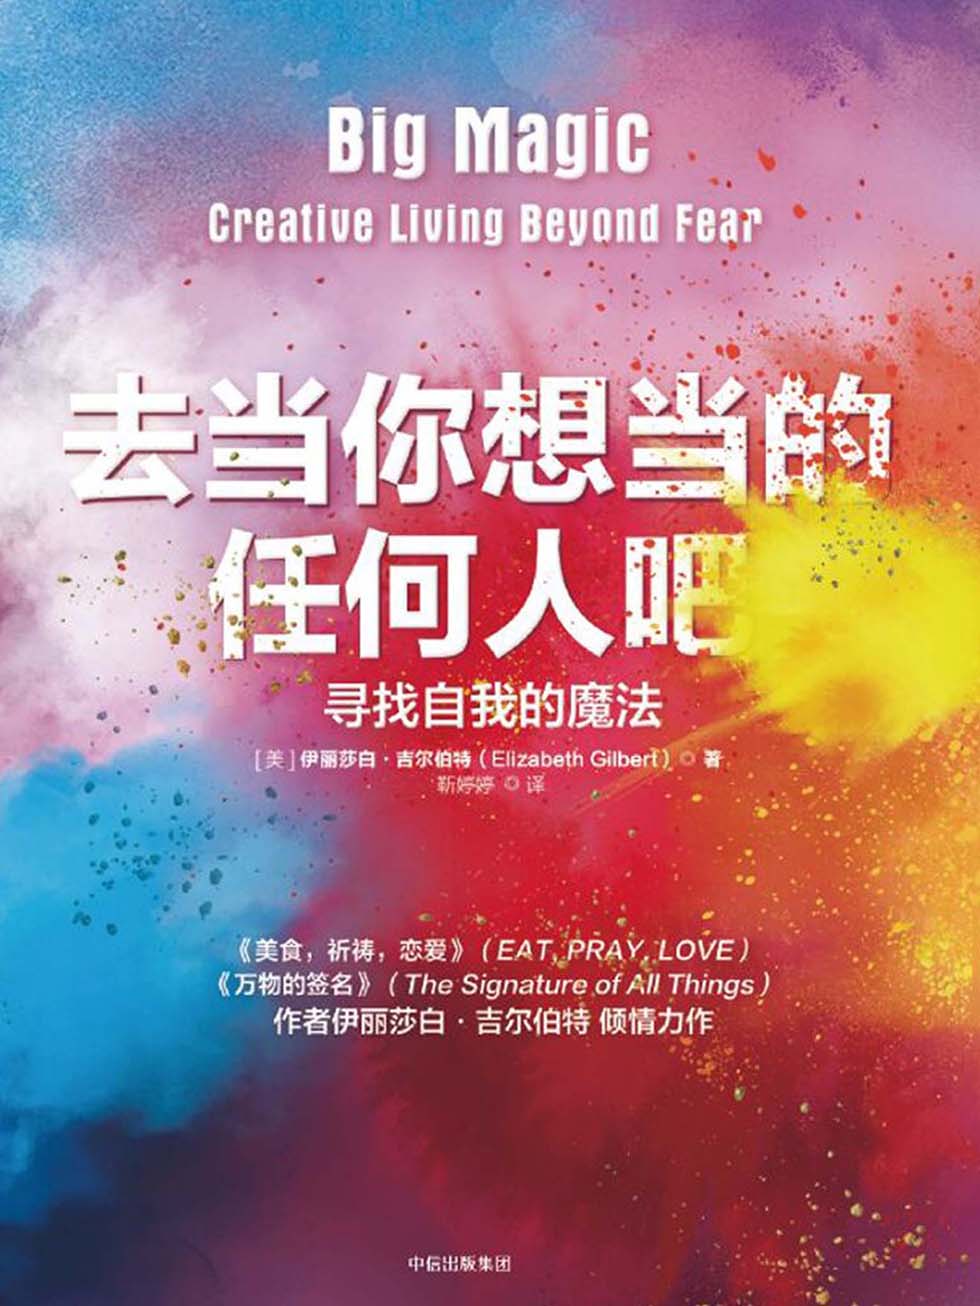 Big Magic
Creative Living Beyond Fear
去当你想当的
任何人吧
寻找自我的魔法
[美]伊丽莎白·吉尔伯特（Elizabeth Gilbert）◎ 著
靳婷婷 ◎ 译
《美食，祈祷，恋爱》（EAT, PRAY, LOVE）
《万物的签名》（The Signature of All Things）
作者伊丽莎白·吉尔伯特 倾情力作
中信出版集团